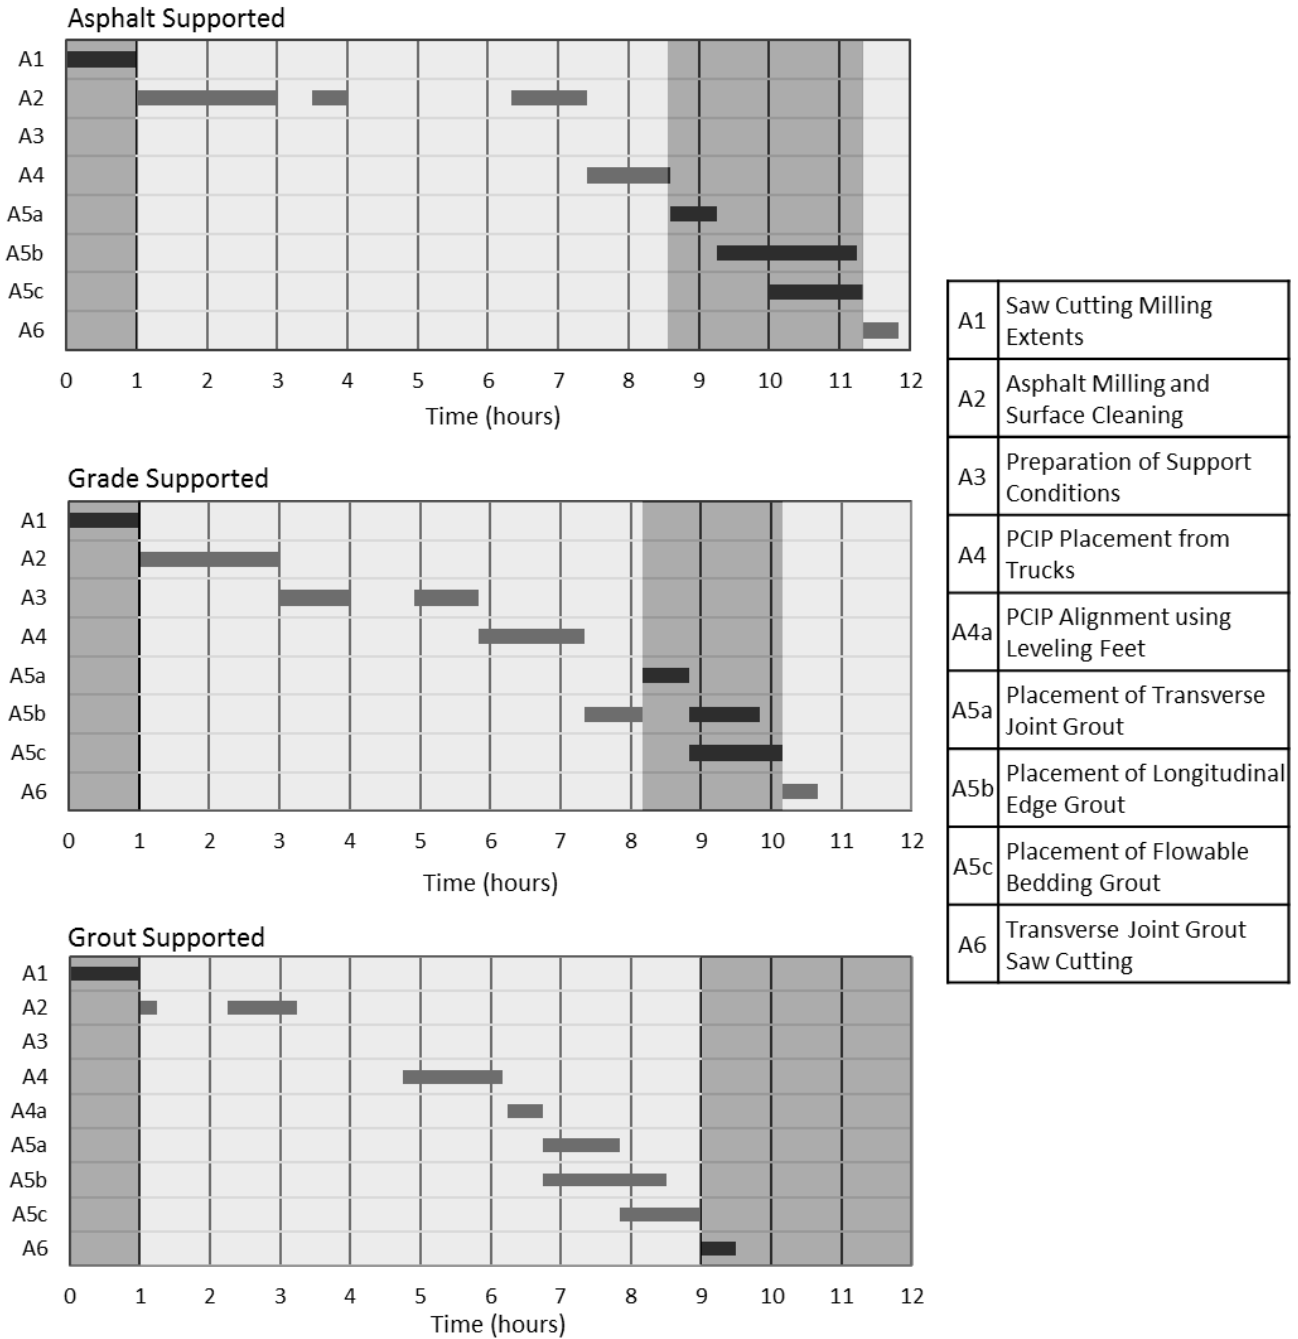 Asphalt Supported
A1
A2
A3
A4
A5a
A5b
A5c
A6
0 1 2 3 4 5 6 7 8 9 10 11 12
Time (hours)
Grade Supported
A1
A2
A3
A4
A5a
A5b
A5c
A6
0 1 2 3 4 5 6 7 8 9 10 11 12
Time (hours)
Grout Supported
A1
A2
A3
A4
A4a
A5a
A5b
A5c
A6
0 1 2 3 4 5 6 7 8 9 10 11 12
Time (hours)
A1 Saw Cutting Milling
Extents
A2 Asphalt Milling and
Surface Cleaning
A3 Preparation of Support
Conditions
A4 PCIP Placement from
Trucks
A4a PCIP Alignment using
Leveling Feet
A5a Placement of Transverse
Joint Grout
A5b Placement of Longitudinal
Edge Grout
A5c Placement of Flowable
Bedding Grout
A6 Transverse Joint Grout
Saw Cutting